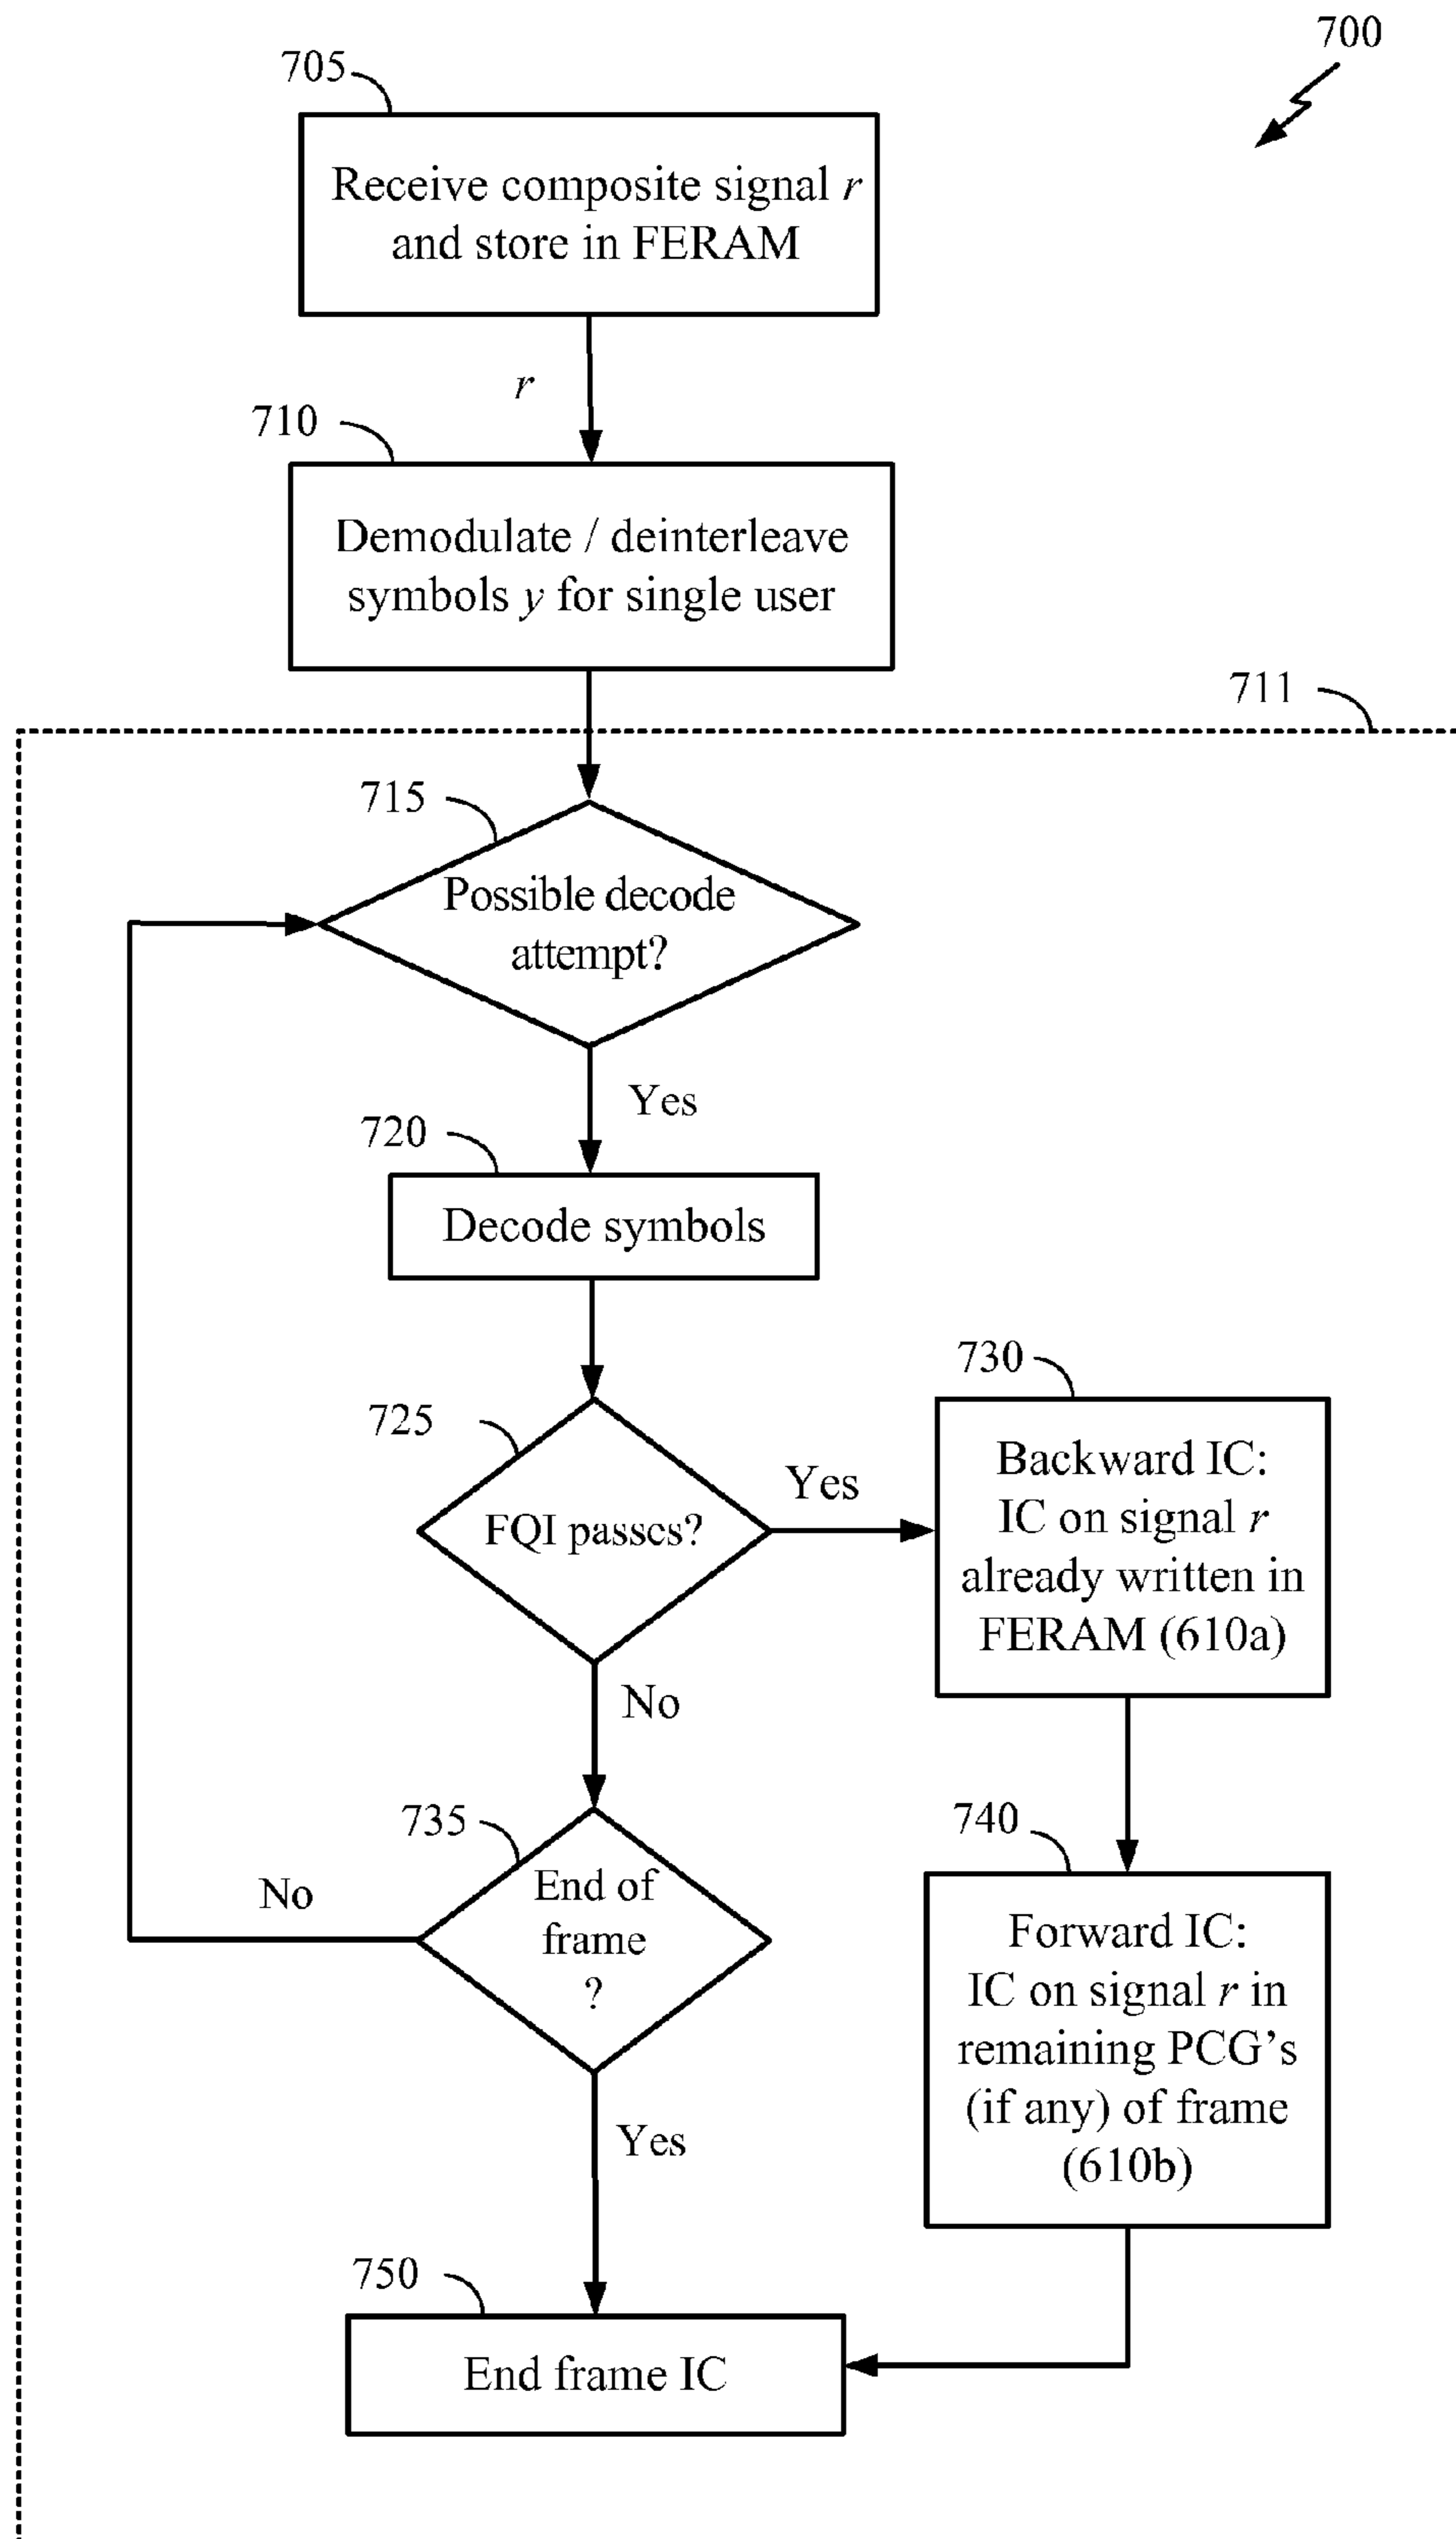 700
705
Receive composite signal r
and store in FERAM
r
710
Demodulate / deinterleave
symbols y for single user
711
715
Possible decode
attempt?
Yes
720
Decode symbols
725
FQI passes?
Yes
730
Backward IC:
IC on signal r
already written in
FERAM (610a)
No
735
End of
frame
?
No
740
Forward IC:
IC on signal r in
remaining PCG’s
(if any) of frame
(610b)
Yes
750
End frame IC